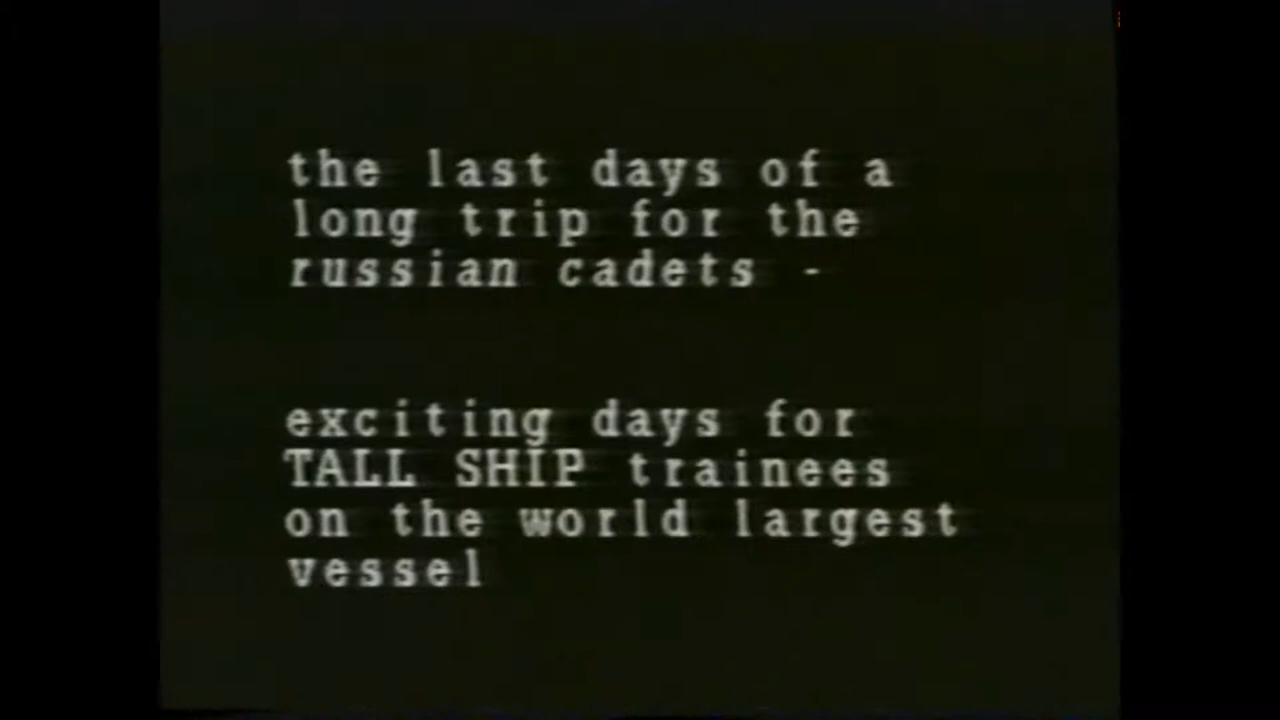 the last days of a
long trip for the
russian cadets -
exciting days for
TALL SHIP trainees
on the world largest
vessel